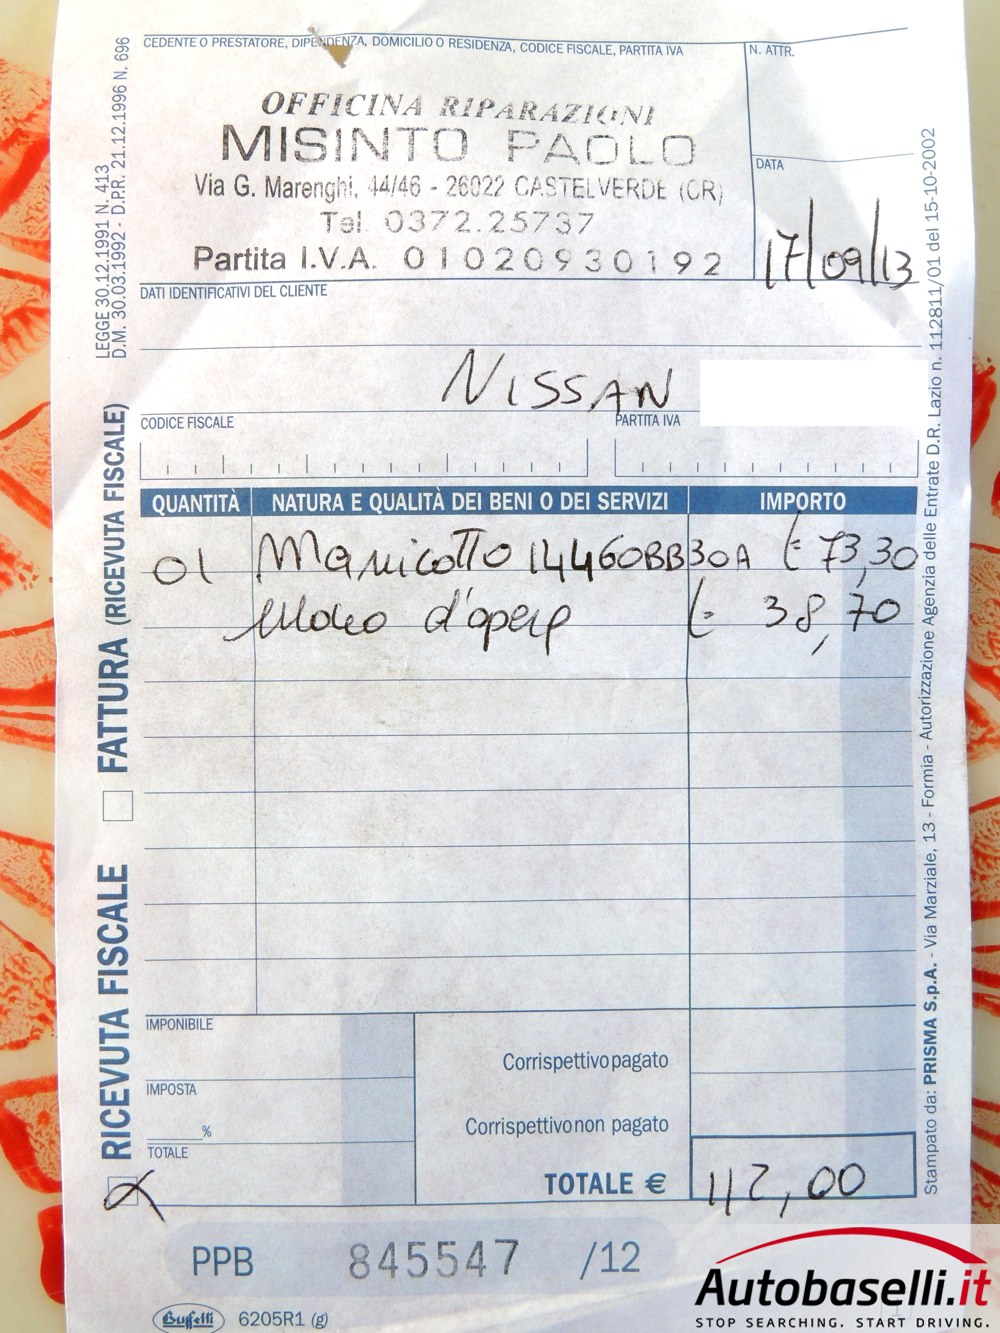 CEDENTE O PRESTATORE, DIPENDENZA, DOMICILIO O RESIDENZA, CODICE FISCALE, PARTITA IVA
N. ATTR.
OFFICINA RIPARAZIONI
MISINTO PAOLO
Via G. Marenghi, 44/46 - 26022 CASTELVERDE (CR)
Tel. 0372.25737
Partita I.V.A. 01020930192
DATA
17/09/13
DATI IDENTIFICATIVI DEL CLIENTE
NISSAN
CODICE FISCALE
PARTITA IVA
QUANTITÀ NATURA E QUALITÀ DEI BENI O DEI SERVIZI IMPORTO
01 Manicotto 14460BB30A € 73,30
Mano d'opera € 38,70
IMPONIBILE
Corrispettivo pagato
IMPOSTA
%
Corrispettivo non pagato
TOTALE
TOTALE € 112,00
PPB 845547 /12
Buffetti 6205R1 (g)
LEGGE 30.12.1991 N. 413
D.M. 30.03.1992 - D.P.R. 21.12.1996 N. 696
FATTURA (RICEVUTA FISCALE)
RICEVUTA FISCALE
Stampato da: PRISMA S.p.A. - Via Marziale, 13 - Formia - Autorizzazione Agenzia delle Entrate D.R. Lazio n. 112811/01 del 15-10-2002
Autobaselli.it
STOP SEARCHING. START DRIVING.